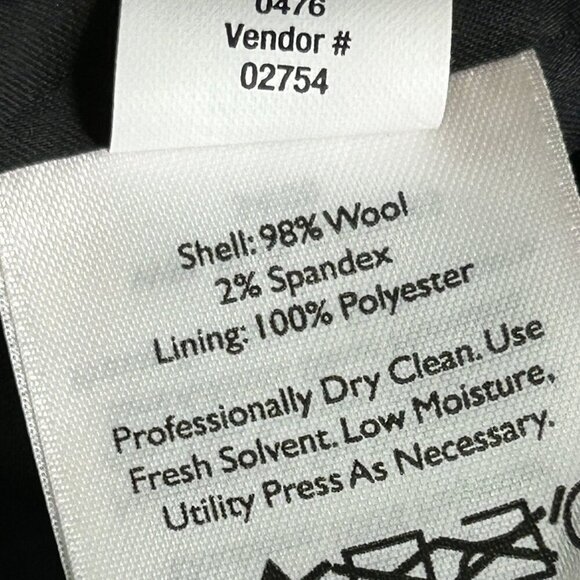 0476
Vendor #
02754
Shell: 98% Wool
2% Spandex
Lining: 100% Polyester
Professionally Dry Clean. Use
Fresh Solvent. Low Moisture,
Utility Press As Necessary.